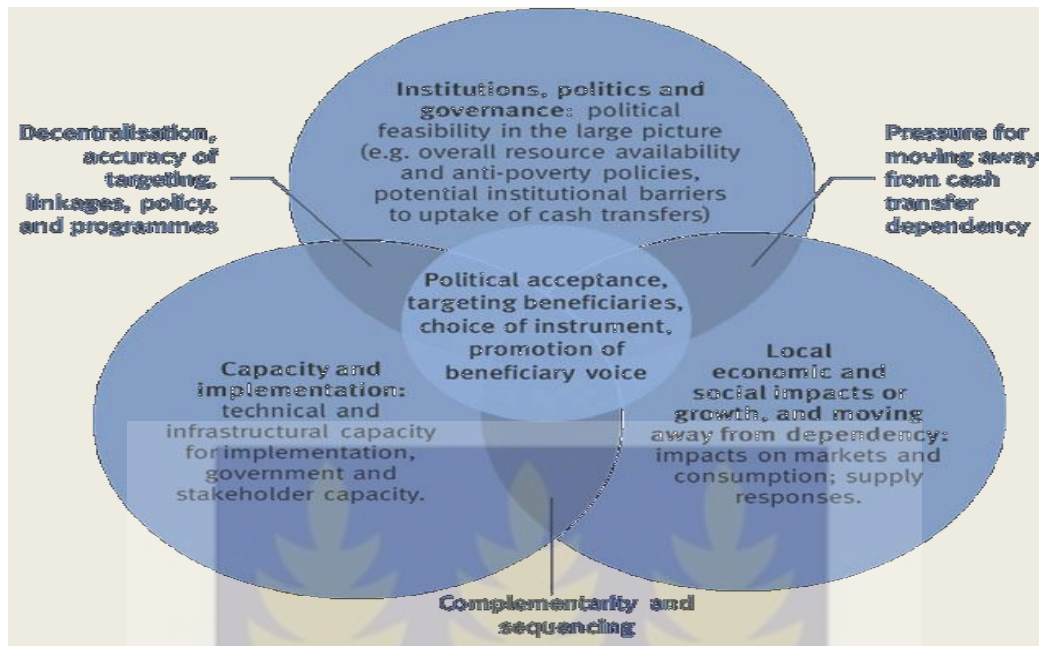 Institutions, politics and
governance: political
feasibility in the large picture
(e.g. overall resource availability
and anti-poverty policies,
potential institutional barriers
to uptake of cash transfers)
Decentralisation,
accuracy of
targeting,
linkages, policy,
and programmes
Pressure for
moving away
from cash
transfer
dependency
Political acceptance,
targeting beneficiaries,
choice of instrument,
promotion of
beneficiary voice
Capacity and
implementation:
technical and
infrastructural capacity
for implementation,
government and
stakeholder capacity.
Local
economic and
social impacts or
growth, and moving
away from dependency:
impacts on markets and
consumption; supply
responses.
Complementarity and
sequencing